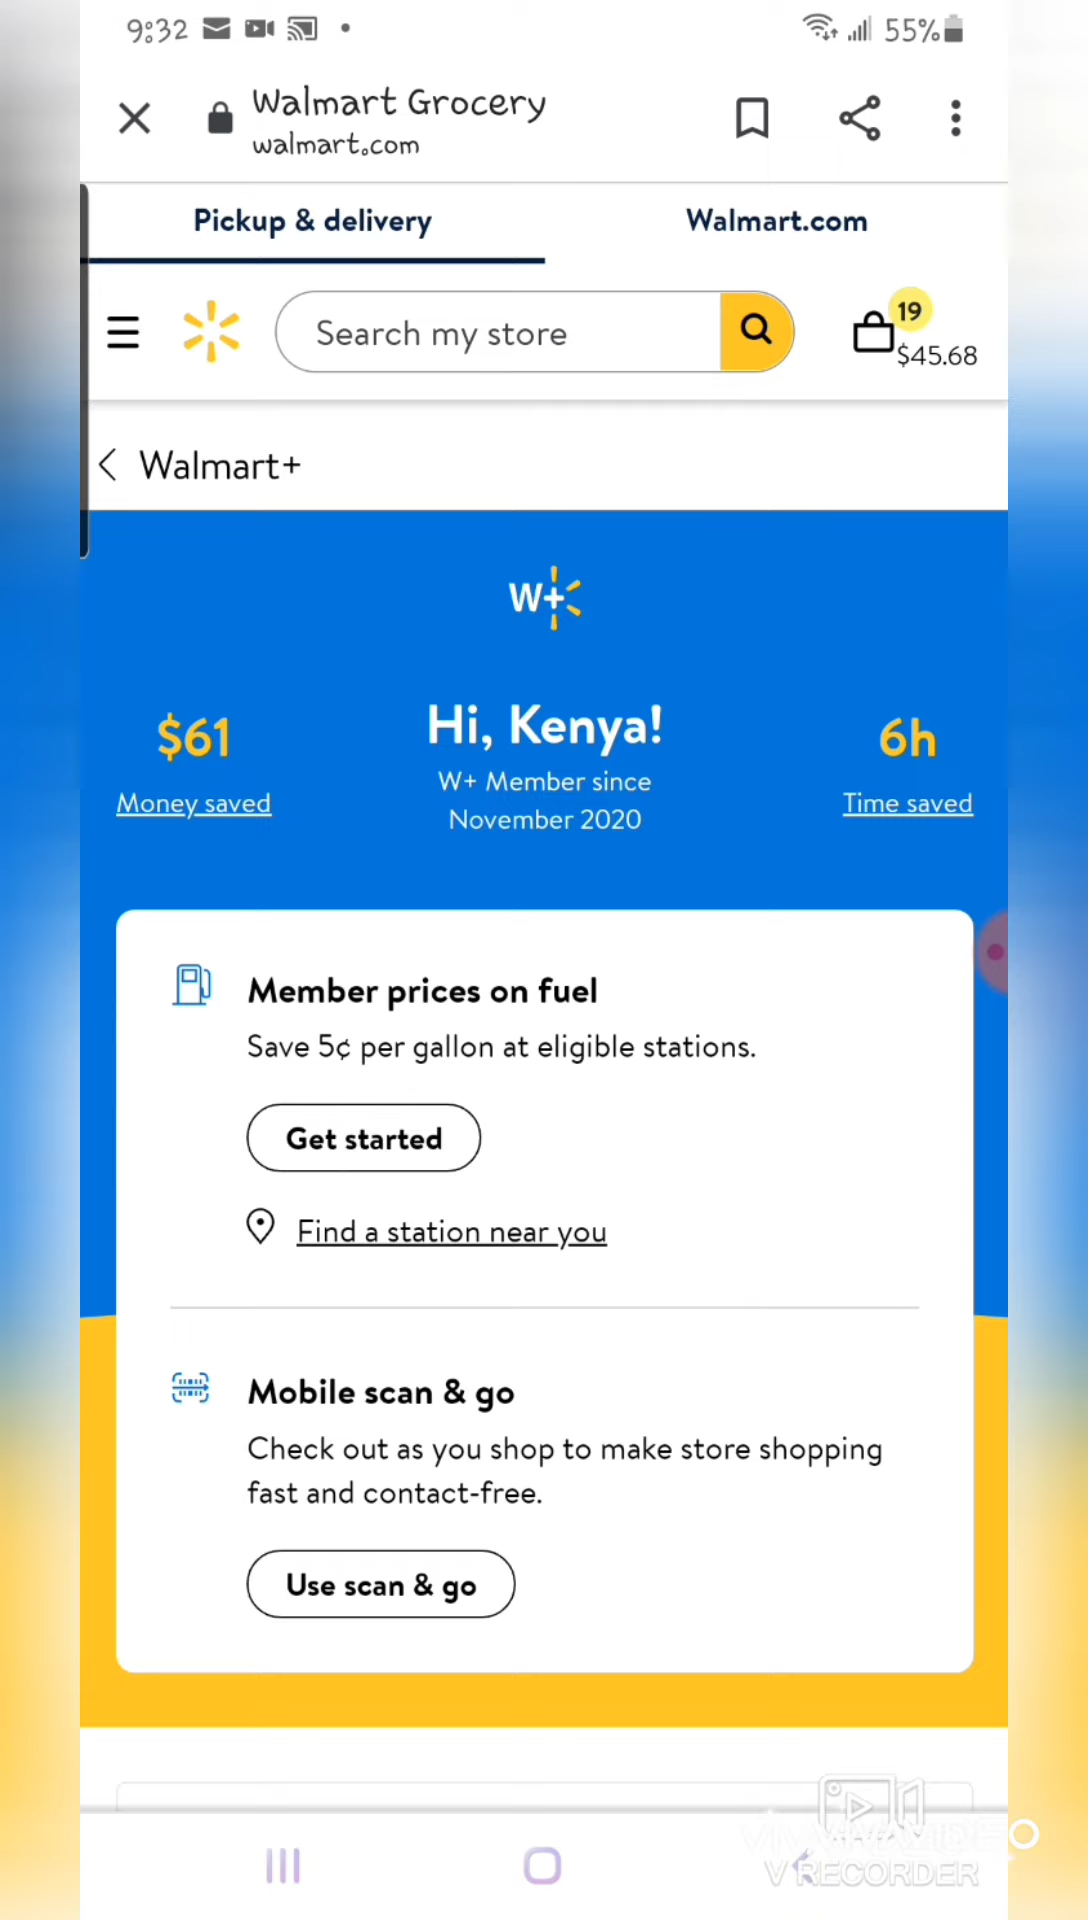 9:32
55%
Walmart Grocery
walmart.com
Pickup & delivery
Walmart.com
Search my store
19
$45.68
Walmart+
W+
Hi, Kenya!
$61
6h
W+ Member since
November 2020
Money saved
Time saved
Member prices on fuel
Save 5¢ per gallon at eligible stations.
Get started
Find a station near you
Mobile scan & go
Check out as you shop to make store shopping
fast and contact-free.
Use scan & go
V RECORDER